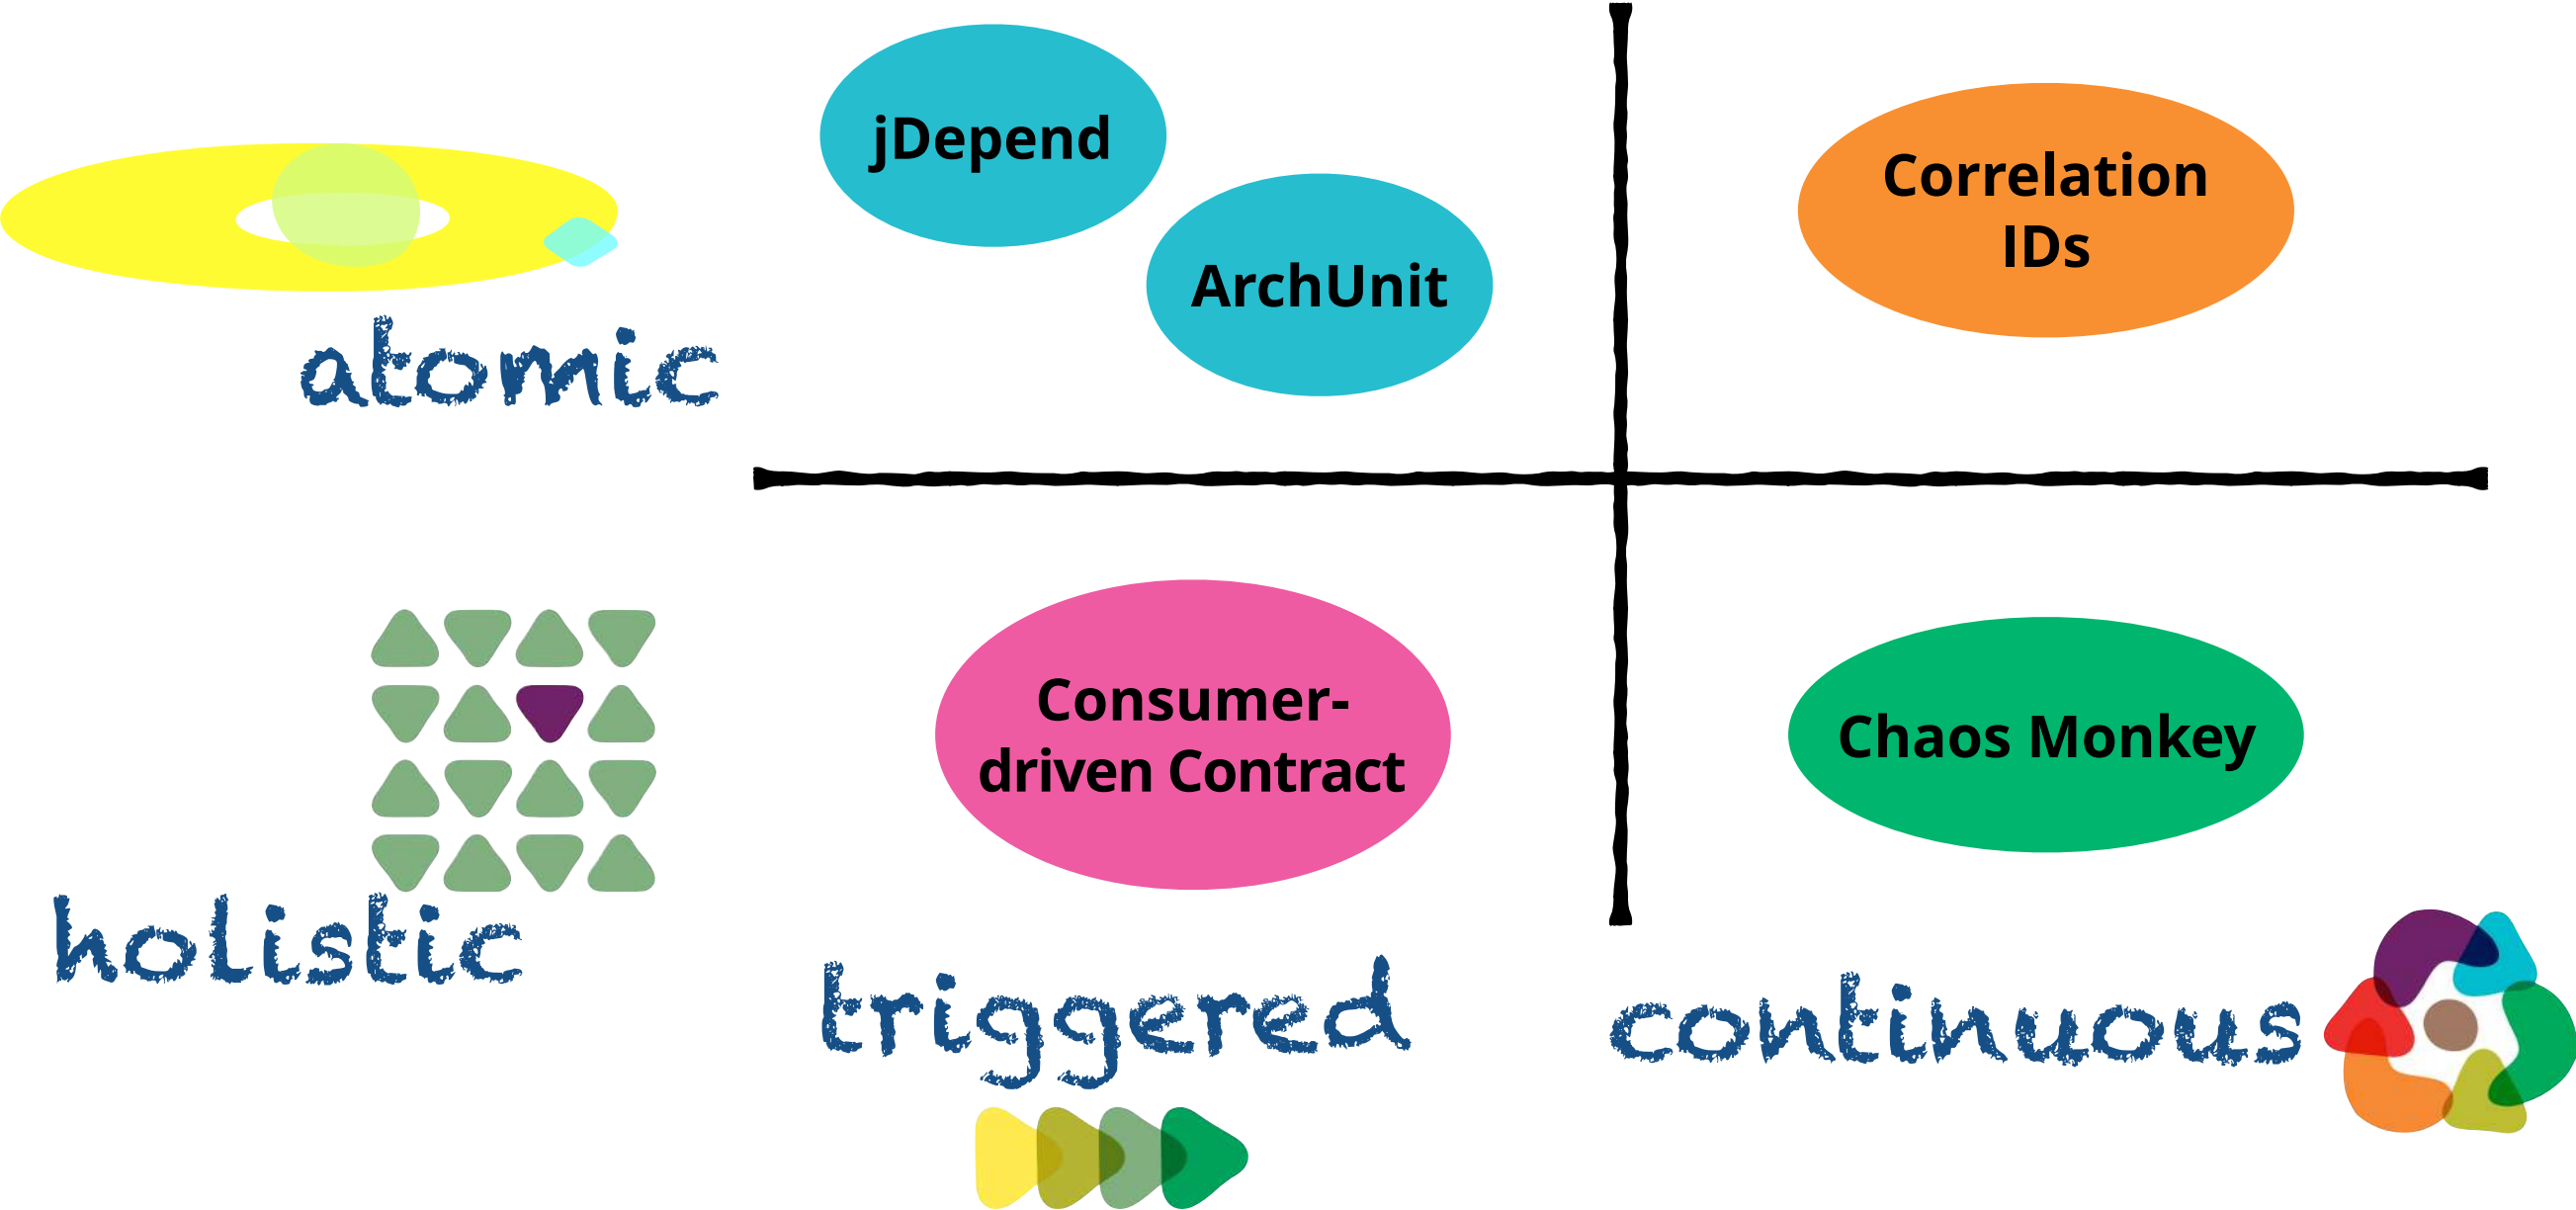 jDepend
Correlation
IDs
ArchUnit
atomic
Consumer-
driven Contract
Chaos Monkey
holistic
triggered
continuous